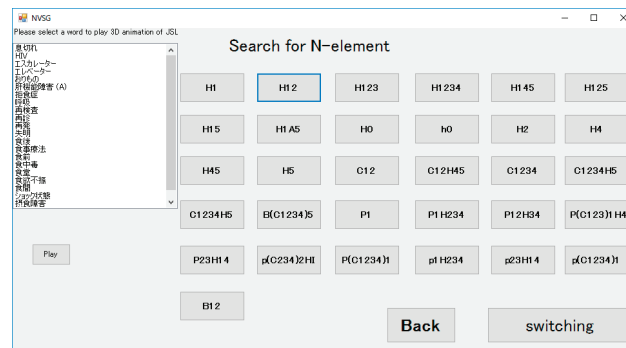 NVSG
Please select a word to play 3D animation of JSL
息切れ
HIV
エスカレーター
エレベーター
おりもの
肝機能障害 (A)
拒食症
呼吸
再検査
再診
再発
失明
食後
食事療法
食前
食中毒
食堂
食欲不振
食間
ショック状態
摂食障害
Search for N-element
H1 H12 H123 H1234 H145 H125
H15 H1A5 H0 h0 H2 H4
H45 H5 C12 C12H45 C1234 C1234H5
C1234H5 B(C1234)5 P1 P1H234 P12H34 P(C123)1H4
Play
P23H14 p(C234)2HI P(C1234)1 p1H234 p23H14 p(C1234)1
B12
Back switching